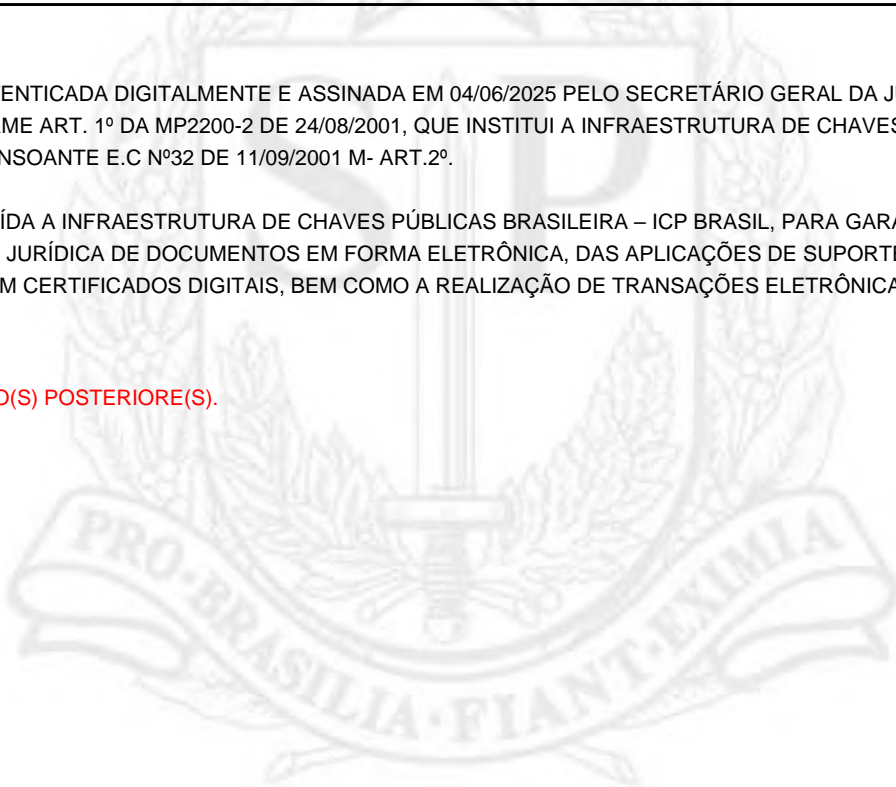 ENTICADA DIGITALMENTE E ASSINADA EM 04/06/2025 PELO SECRETÁRIO GERAL DA J
ME ART. 1º DA MP2200-2 DE 24/08/2001, QUE INSTITUI A INFRAESTRUTURA DE CHAVES
NSOANTE E.C Nº32 DE 11/09/2001 M- ART.2º.
ÍDA A INFRAESTRUTURA DE CHAVES PÚBLICAS BRASILEIRA – ICP BRASIL, PARA GARA
JURÍDICA DE DOCUMENTOS EM FORMA ELETRÔNICA, DAS APLICAÇÕES DE SUPORTE
M CERTIFICADOS DIGITAIS, BEM COMO A REALIZAÇÃO DE TRANSAÇÕES ELETRÔNICA
O(S) POSTERIORE(S).
SP
PRO·BRASILIA·FIANT·EXIMIA